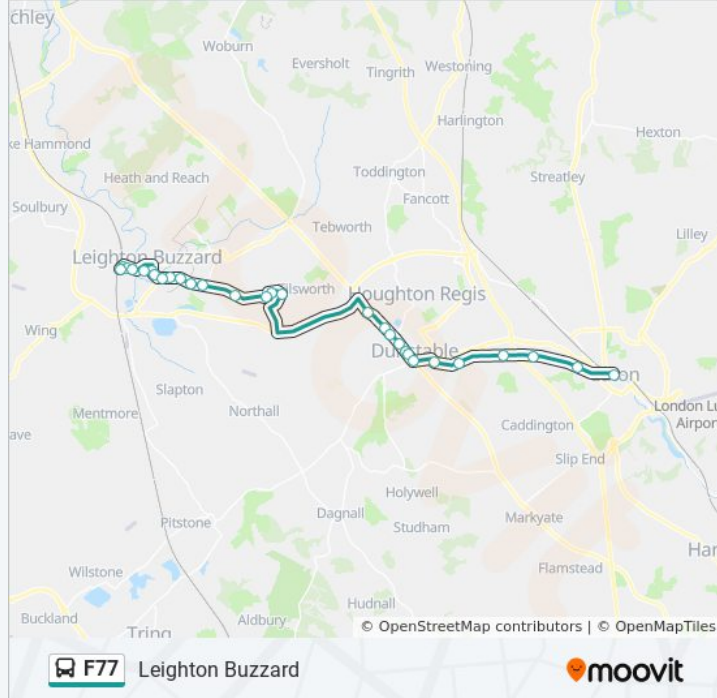 chley
Woburn
Eversholt
Westoning
Tingrith
Harlington
Hexton
ke Hammond
Heath and Reach
Toddington
Streatley
Fancott
Soulbury
Tebworth
Lilley
Leighton Buzzard
ilsworth
Houghton Regis
Wing
Dunstable
on
Slapton
London Lu
Airpor
Mentmore
Northall
Caddington
ave
Slip End
Holywell
Pitstone
Dagnall
Studham
Markyate
Har
Wilstone
Flamstead
Hudnall
Buckland
Aldbury
Tring
© OpenStreetMap contributors | © OpenMapTiles
F77 Leighton Buzzard
moovit